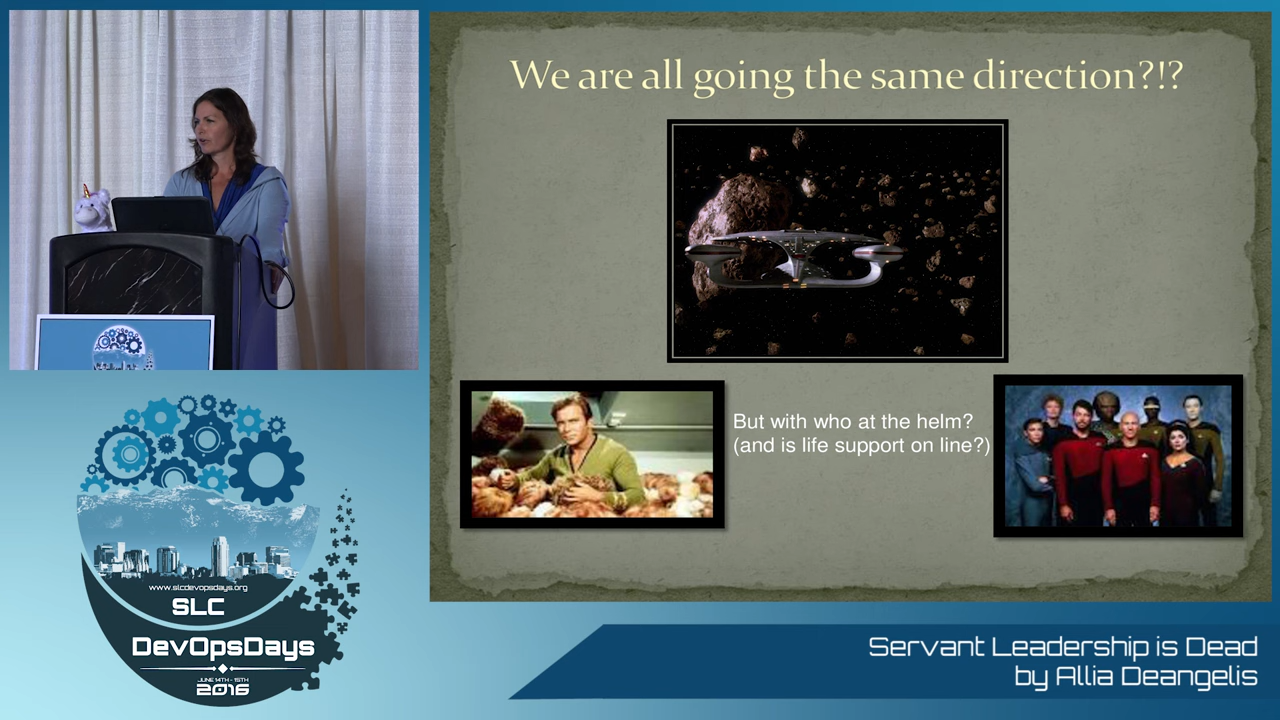 We are all going the same direction?!?
But with who at the helm?
(and is life support on line?)
www.slcdevopsdays.org
SLC
DevOpsDays
JUNE 14TH - 15TH
2016
Servant Leadership is Dead
by Allia Deangelis